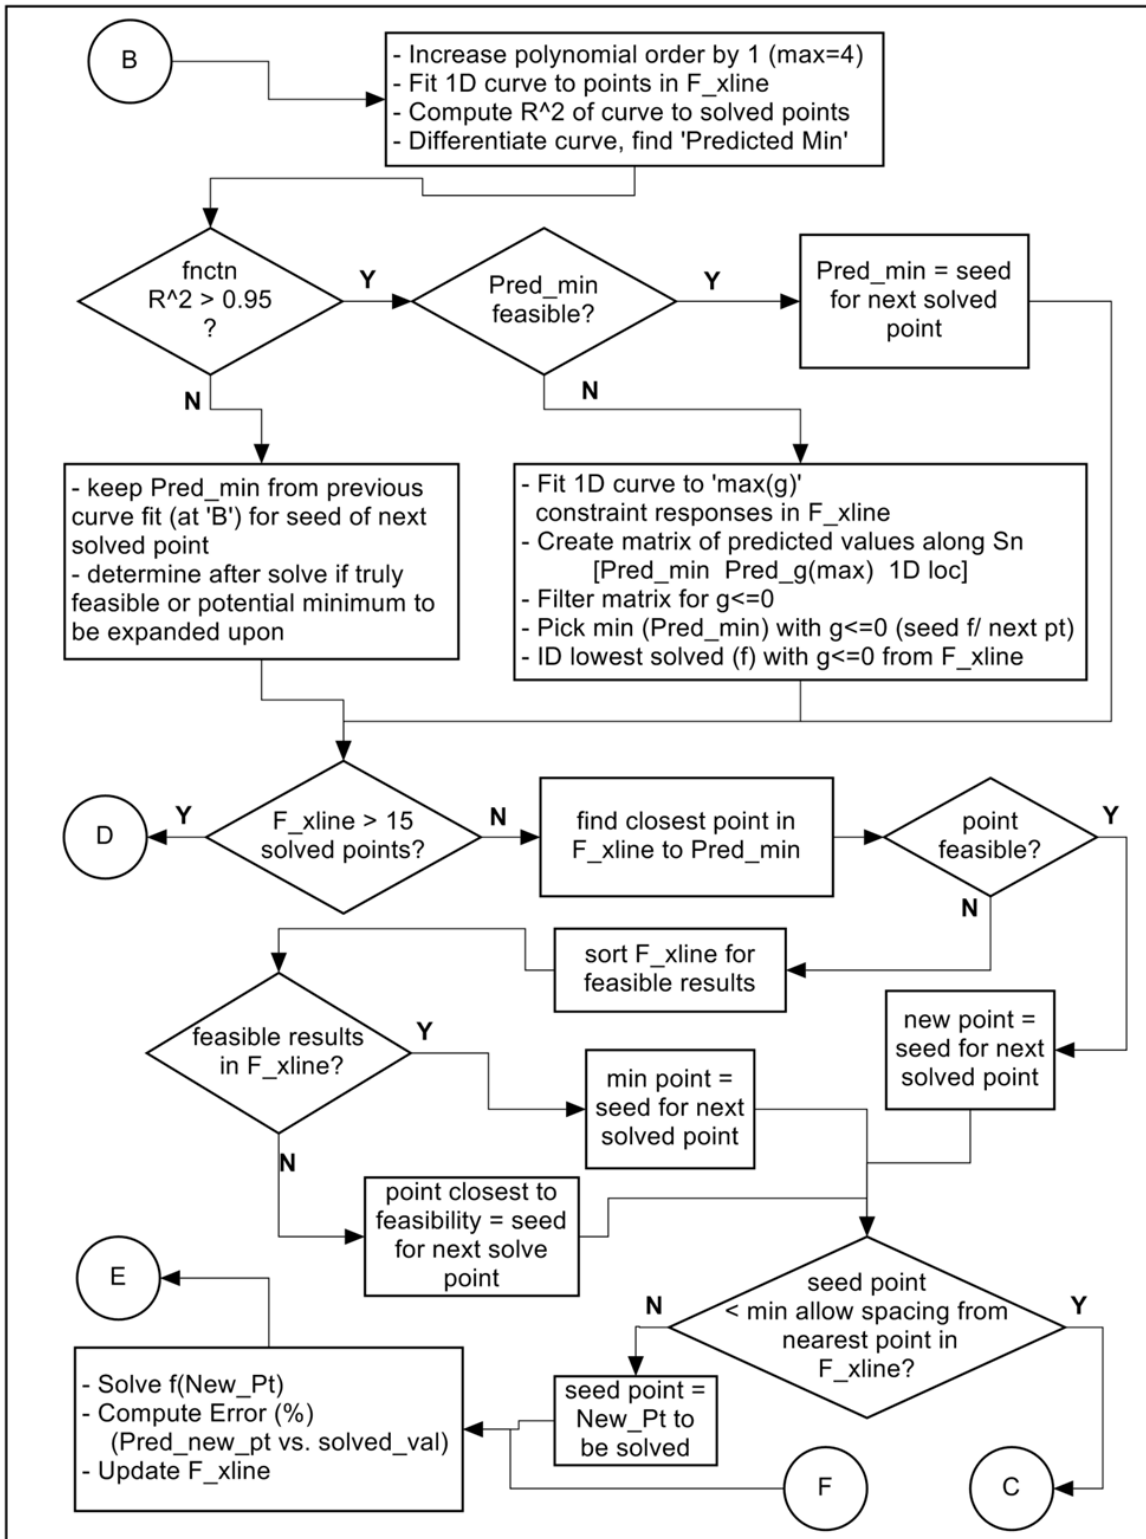 B
- Increase polynomial order by 1 (max=4)
- Fit 1D curve to points in F_xline
- Compute R^2 of curve to solved points
- Differentiate curve, find 'Predicted Min'
fnctn
R^2 > 0.95
?
Y
N
Pred_min
feasible?
Y
N
Pred_min = seed
for next solved
point
- keep Pred_min from previous
curve fit (at 'B') for seed of next
solved point
- determine after solve if truly
feasible or potential minimum to
be expanded upon
- Fit 1D curve to 'max(g)'
constraint responses in F_xline
- Create matrix of predicted values along Sn
[Pred_min Pred_g(max) 1D loc]
- Filter matrix for g<=0
- Pick min (Pred_min) with g<=0 (seed f/ next pt)
- ID lowest solved (f) with g<=0 from F_xline
D
Y
F_xline > 15
solved points?
N
find closest point in
F_xline to Pred_min
point
feasible?
Y
N
sort F_xline for
feasible results
feasible results
in F_xline?
Y
N
new point =
seed for next
solved point
min point =
seed for next
solved point
point closest to
feasibility = seed
for next solve
point
E
seed point
< min allow spacing from
nearest point in
F_xline?
N
Y
- Solve f(New_Pt)
- Compute Error (%)
(Pred_new_pt vs. solved_val)
- Update F_xline
seed point =
New_Pt to
be solved
F
C